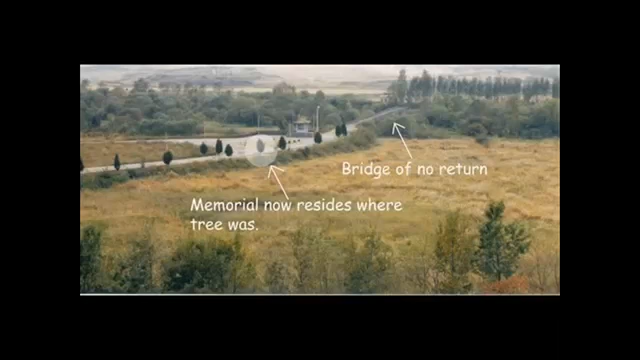 Bridge of no return
Memorial now resides where
tree was.